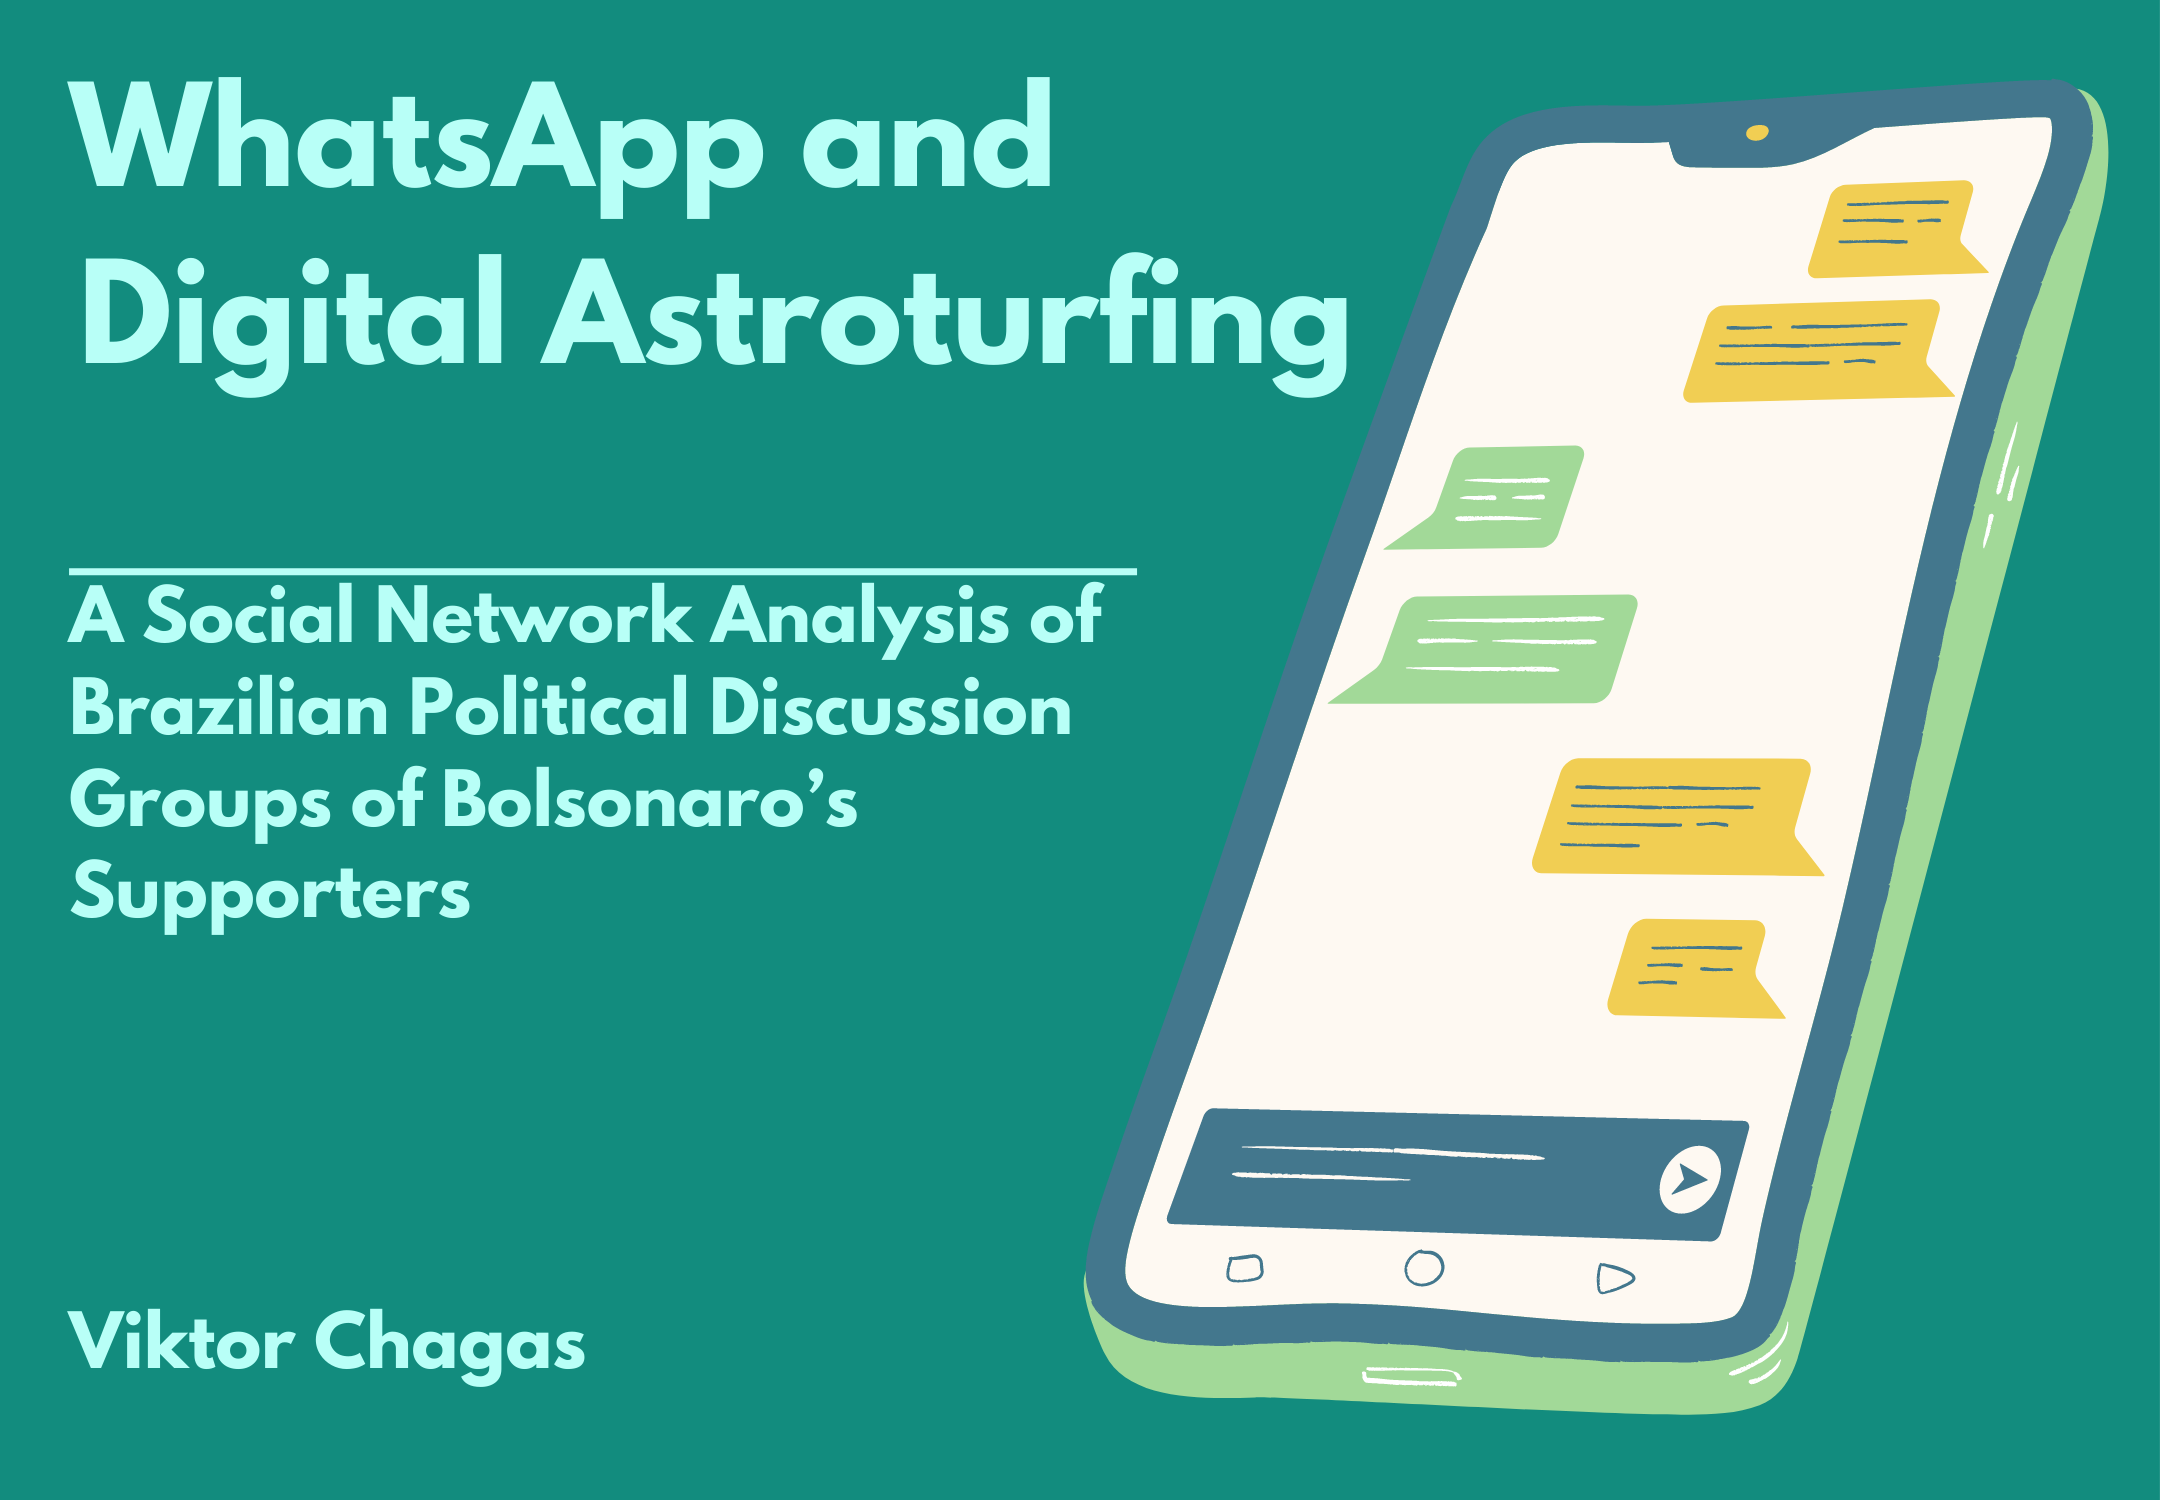 WhatsApp and
Digital Astroturfing
A Social Network Analysis of
Brazilian Political Discussion
Groups of Bolsonaro’s
Supporters
Viktor Chagas